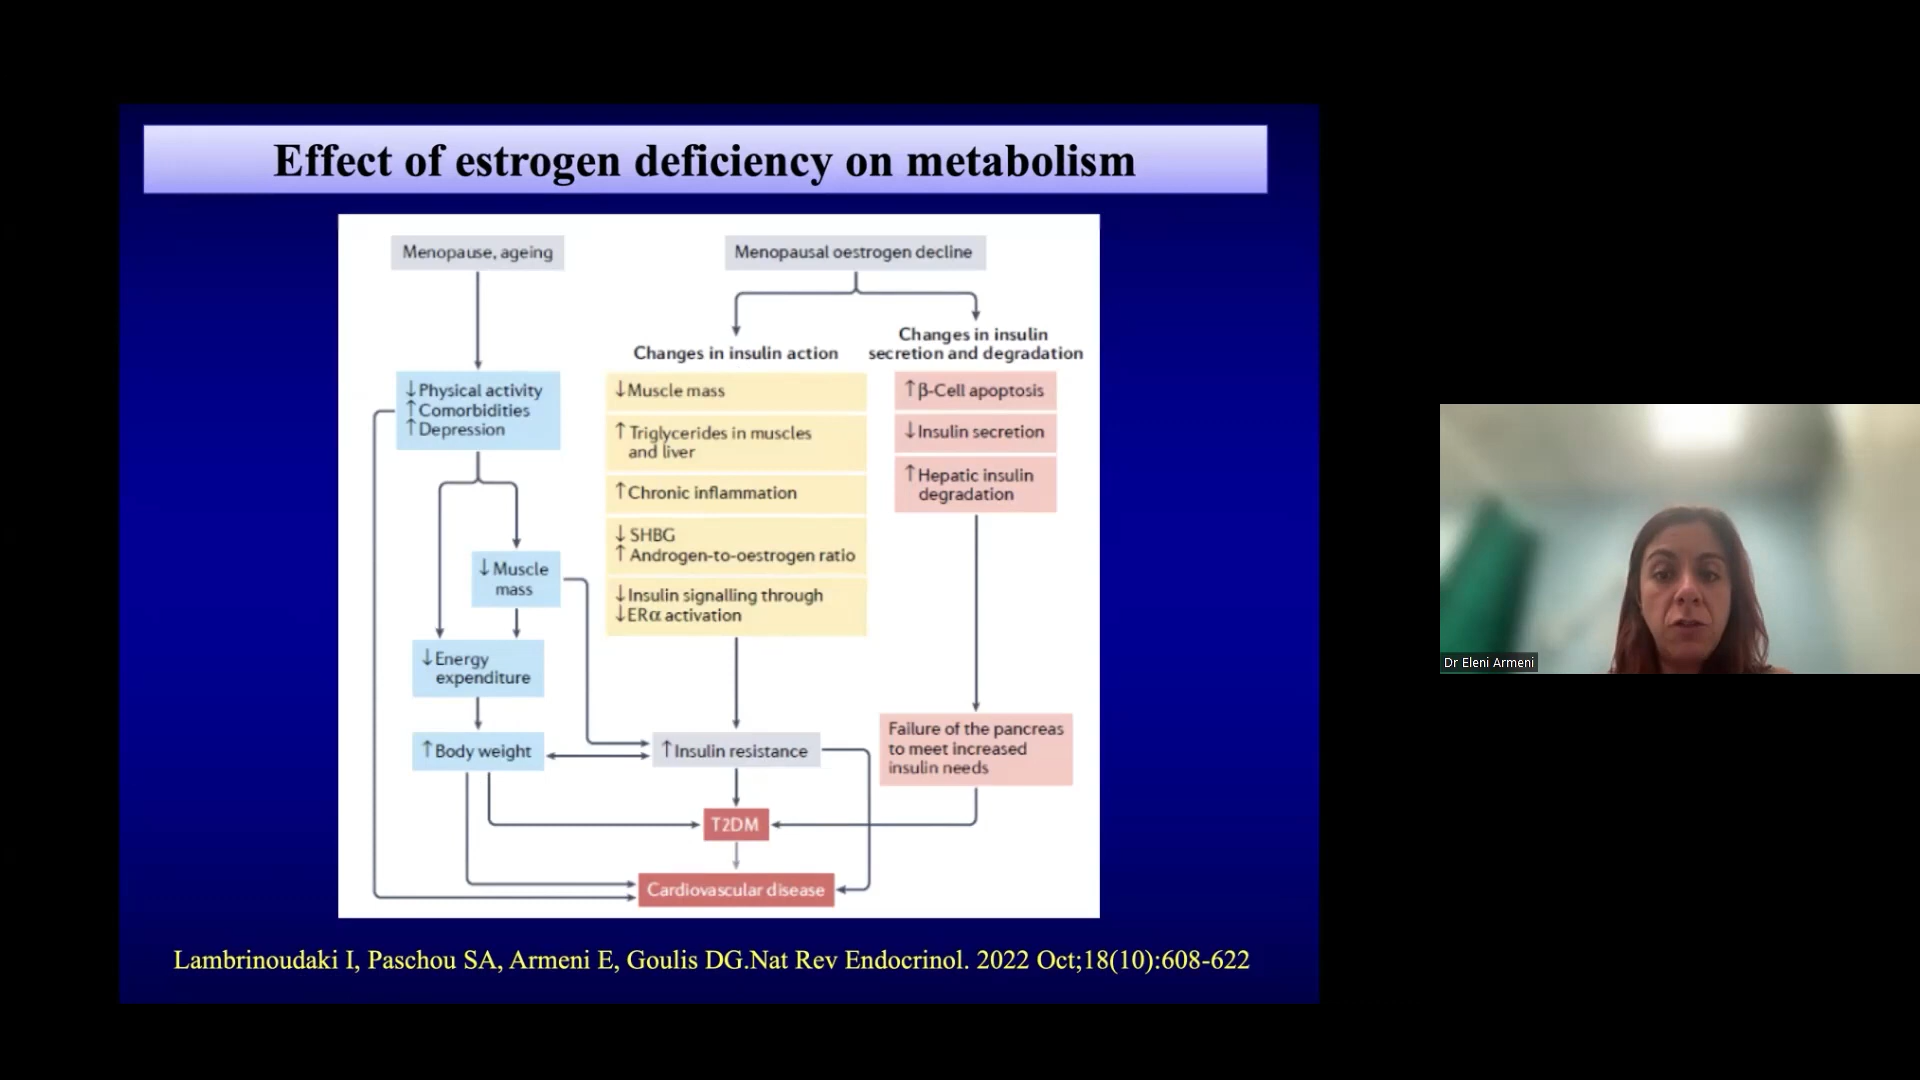 Effect of estrogen deficiency on metabolism
Menopause, ageing
Menopausal oestrogen decline
Changes in insulin action
Changes in insulin
secretion and degradation
↓Physical activity
↑Comorbidities
↑Depression
↓Muscle mass
↑Triglycerides in muscles
and liver
↑Chronic inflammation
↓SHBG
↑Androgen-to-oestrogen ratio
↓Insulin signalling through
↓ERα activation
↑β-Cell apoptosis
↓Insulin secretion
↑Hepatic insulin
degradation
↓Muscle
mass
↓Energy
expenditure
↑Body weight
↑Insulin resistance
Failure of the pancreas
to meet increased
insulin needs
T2DM
Cardiovascular disease
Lambrinoudaki I, Paschou SA, Armeni E, Goulis DG.Nat Rev Endocrinol. 2022 Oct;18(10):608-622
Dr Eleni Armeni